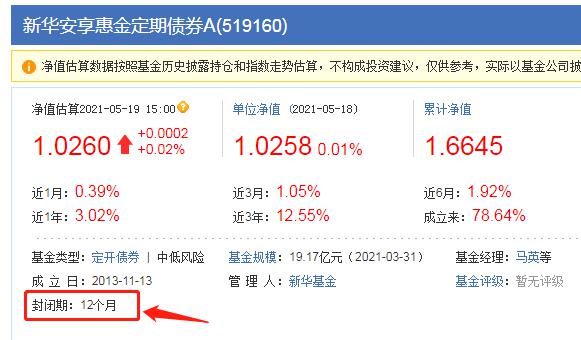 新华安享惠金定期债券A(519160)
净值估算数据按照基金历史披露持仓和指数走势估算，不构成投资建议，仅供参考，实际以基金公司披
净值估算2021-05-19 15:00 单位净值 (2021-05-18) 累计净值
1.0260 +0.0002 +0.02% 1.0258 0.01% 1.6645
近1月：0.39% 近3月：1.05% 近6月：1.92%
近1年：3.02% 近3年：12.55% 成立来：78.64%
基金类型：定开债券 | 中低风险 基金规模：19.17亿元（2021-03-31） 基金经理：马英等
成 立 日：2013-11-13 管 理 人：新华基金 基金评级：暂无评级
封闭期：12个月